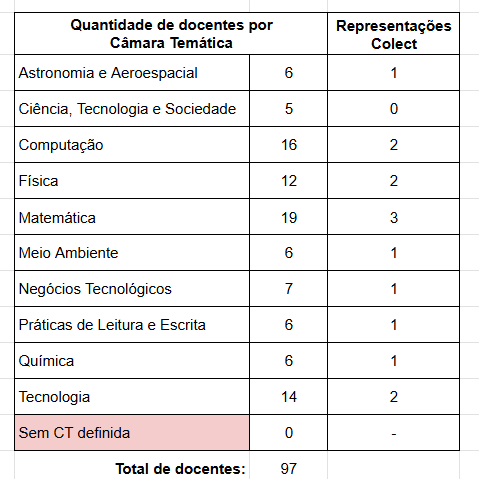 Quantidade de docentes por Representações
Câmara Temática Colect
Astronomia e Aeroespacial 6 1
Ciência, Tecnologia e Sociedade 5 0
Computação 16 2
Física 12 2
Matemática 19 3
Meio Ambiente 6 1
Negócios Tecnológicos 7 1
Práticas de Leitura e Escrita 6 1
Química 6 1
Tecnologia 14 2
Sem CT definida 0 -
Total de docentes: 97